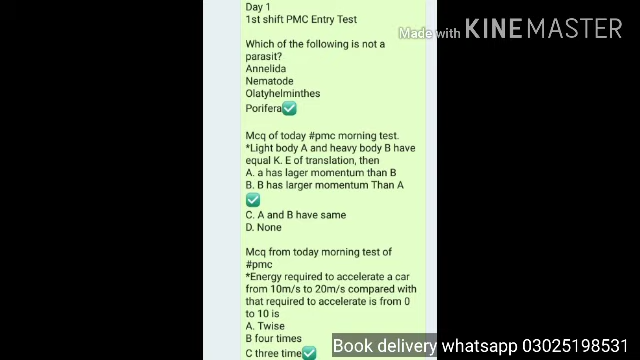 Day 1
1st shift PMC Entry Test
Made with KINEMASTER
Which of the following is not a
parasit?
Annelida
Nematode
Olatyhelminthes
Porifera✅
Mcq of today #pmc morning test.
*Light body A and heavy body B have
equal K. E of translation, then
A. a has lager momentum than B
B. B has larger momentum Than A
✅
C. A and B have same
D. None
Mcq from today morning test of
#pmc
*Energy required to accelerate a car
from 10m/s to 20m/s compared with
that required to accelerate is from 0
to 10 is
A. Twise
B four times
C three time✅
Book delivery whatsapp 03025198531